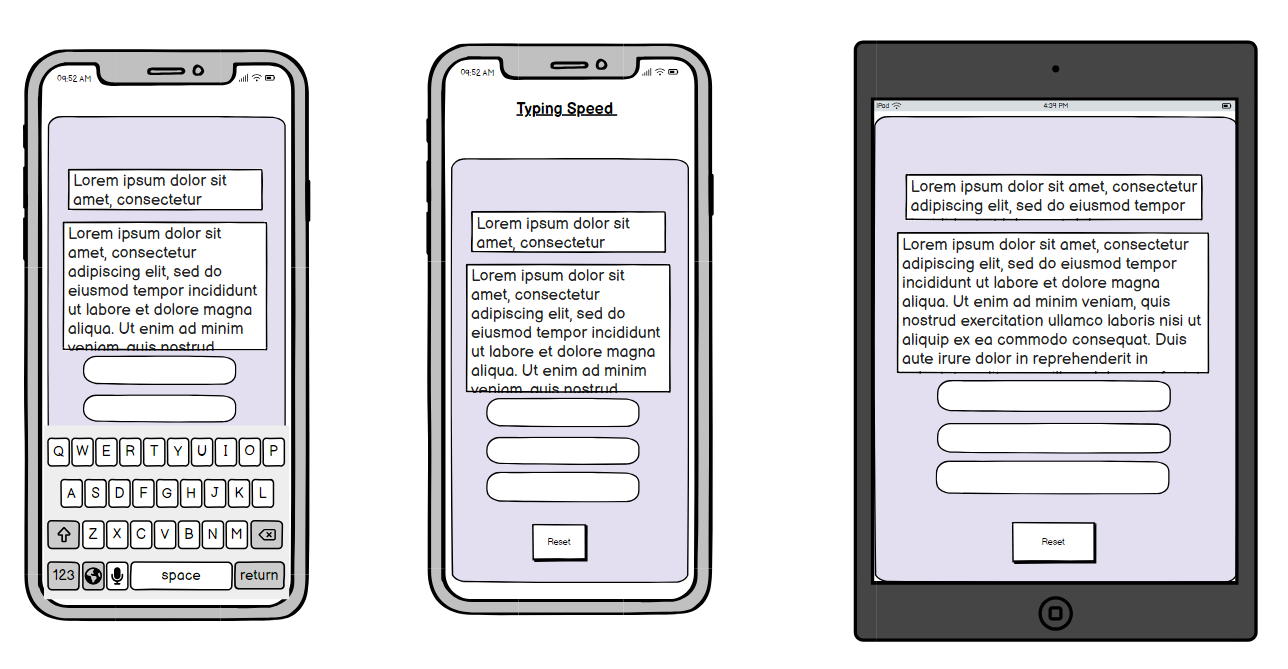 09:52 AM
Lorem ipsum dolor sit
amet, consectetur
Lorem ipsum dolor sit
amet, consectetur
adipiscing elit, sed do
eiusmod tempor incididunt
ut labore et dolore magna
aliqua. Ut enim ad minim
veniam, quis nostrud
Q W E R T Y U I O P
A S D F G H J K L
Z X C V B N M
123 space return
09:52 AM
Typing Speed
Lorem ipsum dolor sit
amet, consectetur
Lorem ipsum dolor sit
amet, consectetur
adipiscing elit, sed do
eiusmod tempor incididunt
ut labore et dolore magna
aliqua. Ut enim ad minim
veniam, quis nostrud
Reset
iPad 4:39 PM
Lorem ipsum dolor sit amet, consectetur
adipiscing elit, sed do eiusmod tempor
Lorem ipsum dolor sit amet, consectetur
adipiscing elit, sed do eiusmod tempor
incididunt ut labore et dolore magna
aliqua. Ut enim ad minim veniam, quis
nostrud exercitation ullamco laboris nisi ut
aliquip ex ea commodo consequat. Duis
aute irure dolor in reprehenderit in
Reset